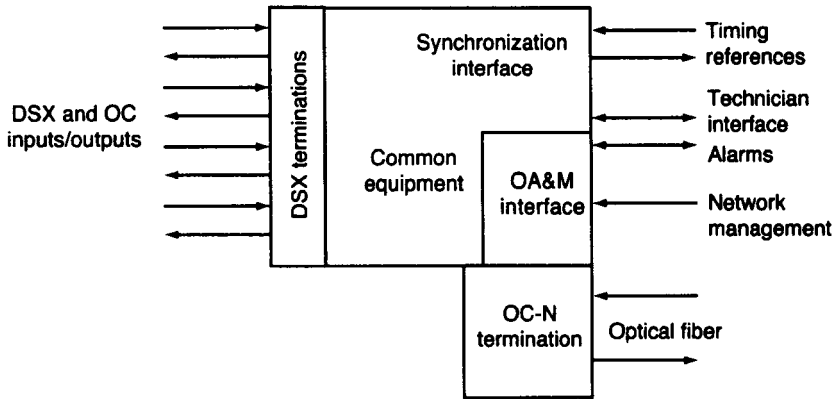 DSX and OC
inputs/outputs
DSX terminations
Synchronization
interface
Common
equipment
OA&M
interface
OC-N
termination
Timing
references
Technician
interface
Alarms
Network
management
Optical fiber